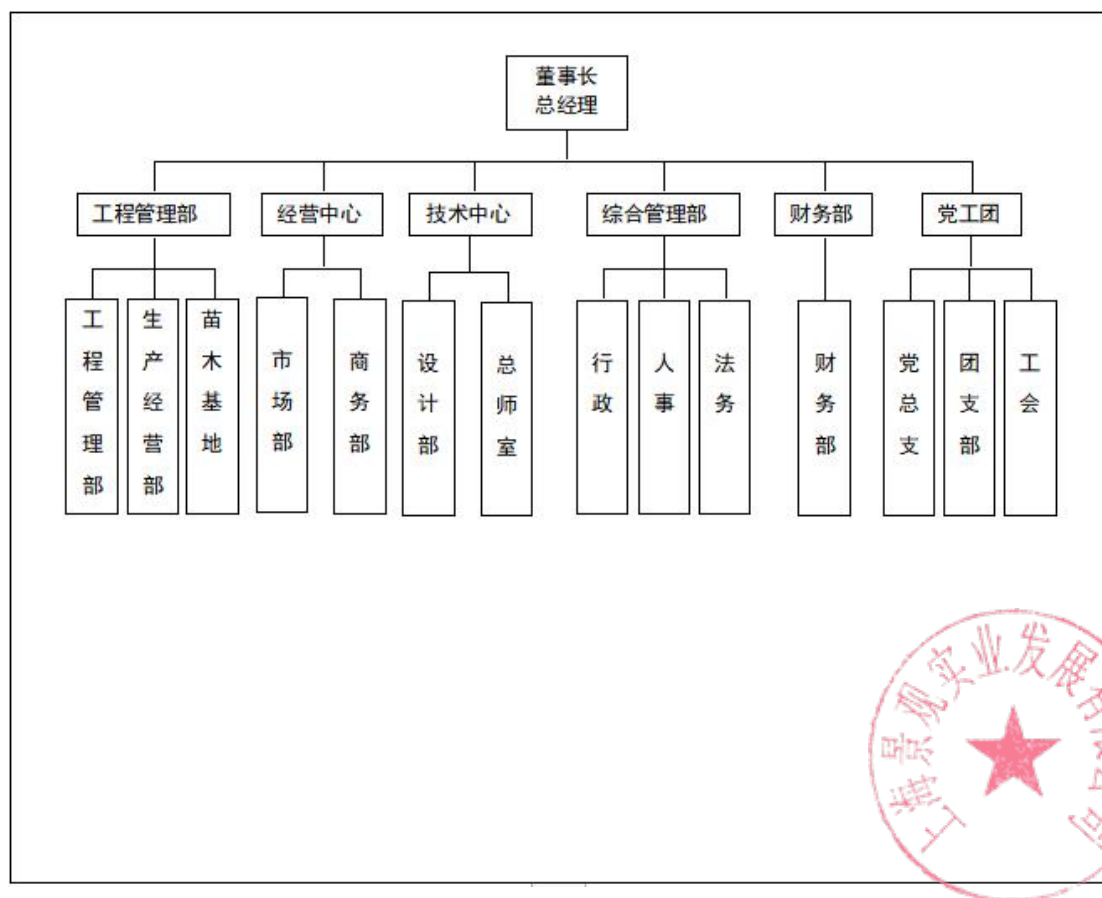 董事长
总经理
工程管理部
经营中心
技术中心
综合管理部
财务部
党工团
工程管理部
生产经营部
苗木基地
市场部
商务部
设计部
总师室
行政
人事
法务
财务部
党总支
团支部
工会
上海景观实业发展有限公司